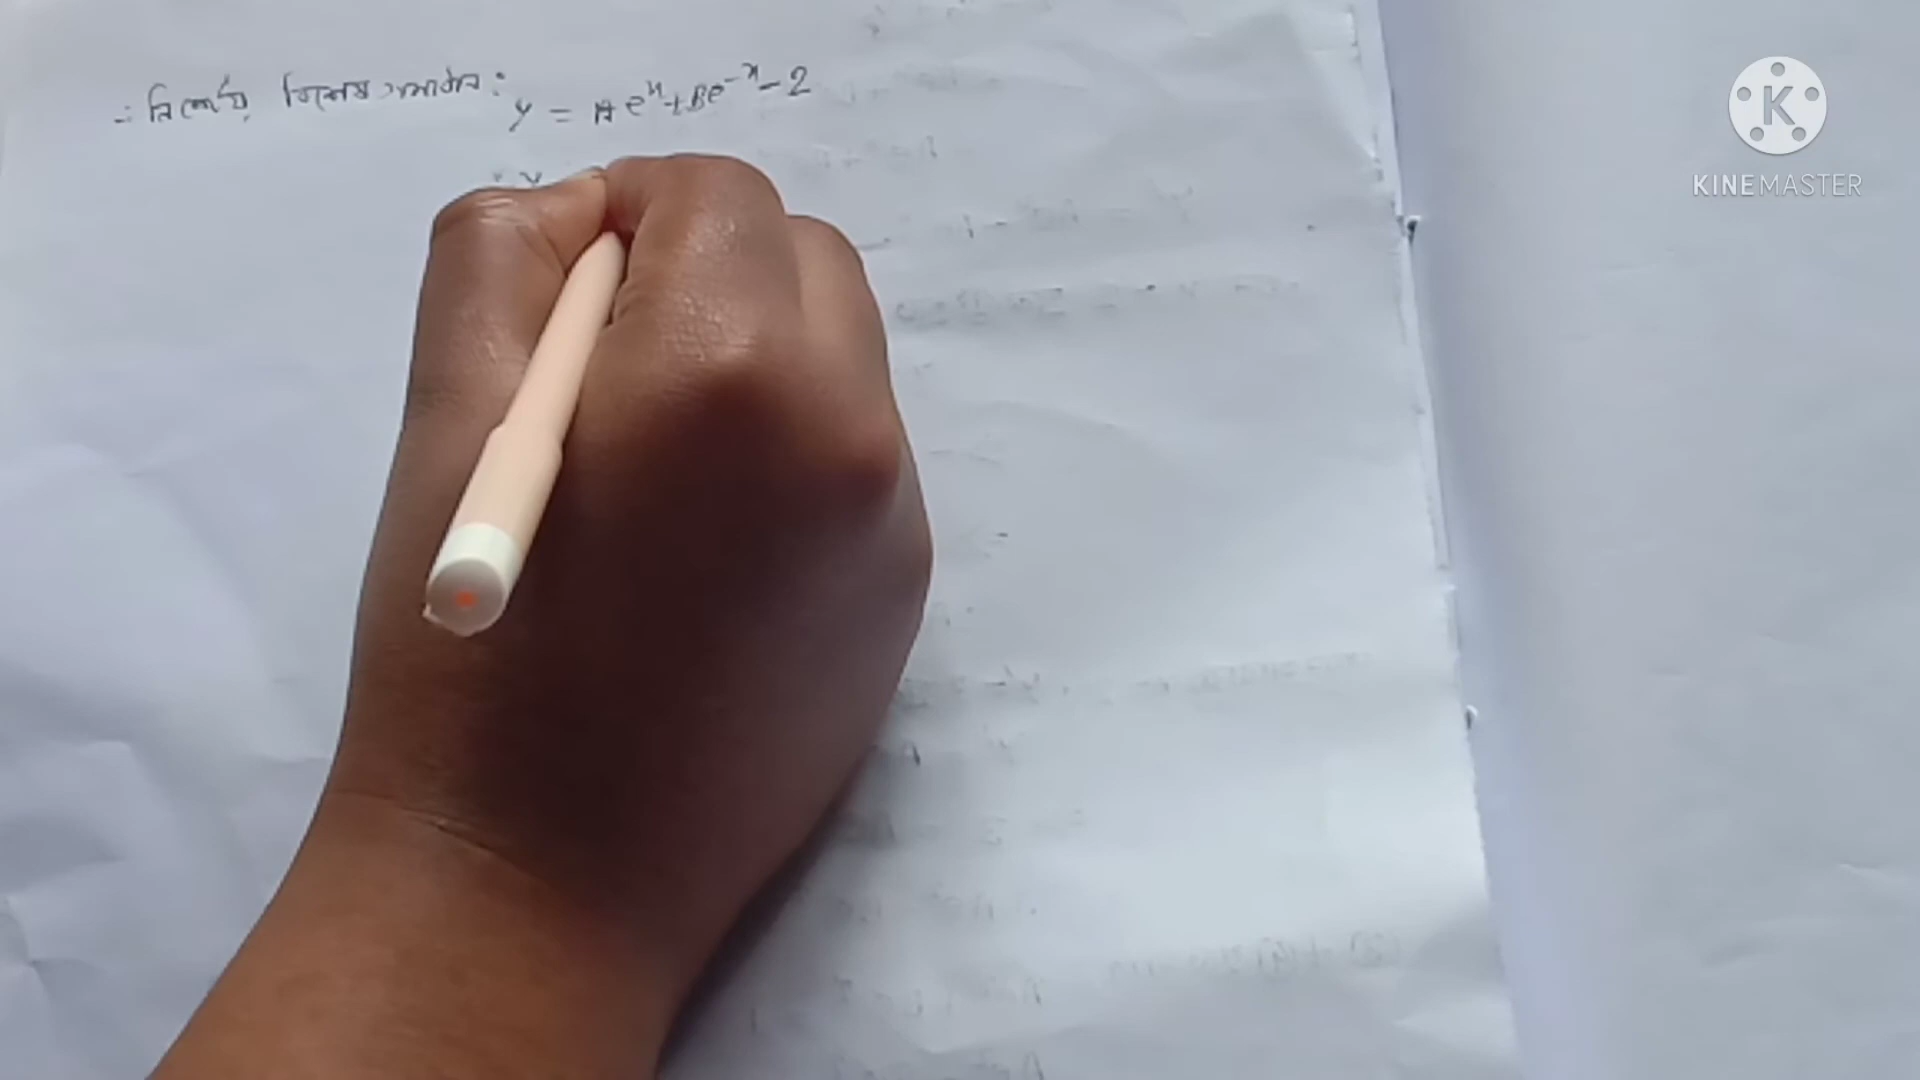 ∴ নির্ণেয় বিশেষ সমাধান: y = Ae^x + Be^-x - 2
∴ y
K
KINEMASTER